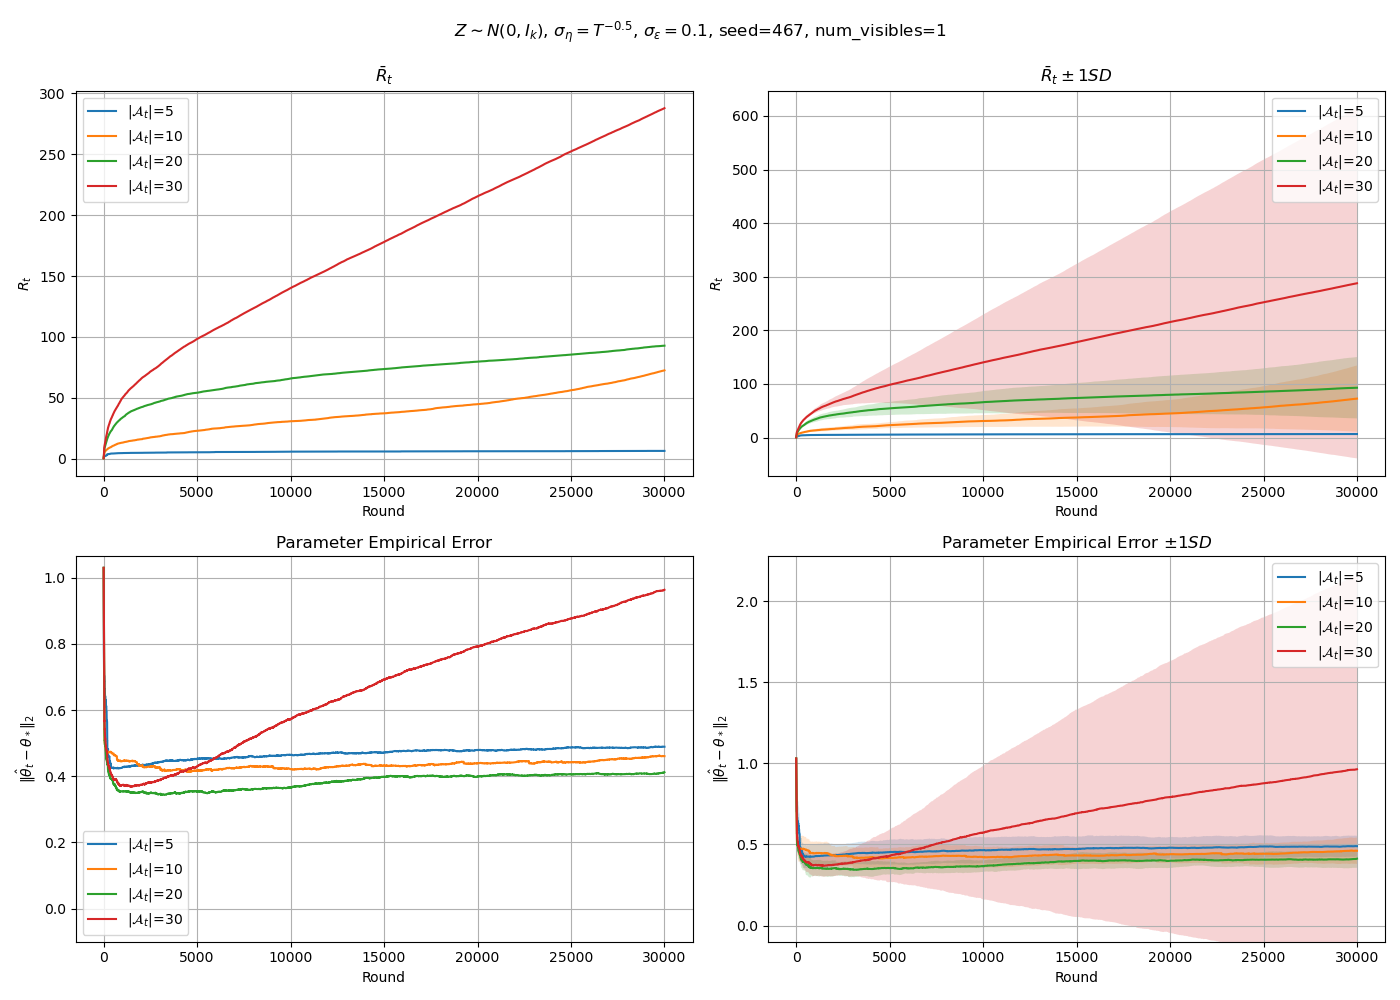 Z ∼ N(0, I_k), σ_η = T^{−0.5}, σ_ε = 0.1, seed=467, num_visibles=1
R̄_t
R_t
300
250
200
150
100
50
0
|𝒜_t|=5
|𝒜_t|=10
|𝒜_t|=20
|𝒜_t|=30
0 5000 10000 15000 20000 25000 30000
Round
R̄_t ± 1SD
R_t
600
500
400
300
200
100
0
|𝒜_t|=5
|𝒜_t|=10
|𝒜_t|=20
|𝒜_t|=30
0 5000 10000 15000 20000 25000 30000
Round
Parameter Empirical Error
‖θ̂_t − θ_*‖_2
1.0
0.8
0.6
0.4
0.2
0.0
|𝒜_t|=5
|𝒜_t|=10
|𝒜_t|=20
|𝒜_t|=30
0 5000 10000 15000 20000 25000 30000
Round
Parameter Empirical Error ±1SD
‖θ̂_t − θ_*‖_2
2.0
1.5
1.0
0.5
0.0
|𝒜_t|=5
|𝒜_t|=10
|𝒜_t|=20
|𝒜_t|=30
0 5000 10000 15000 20000 25000 30000
Round